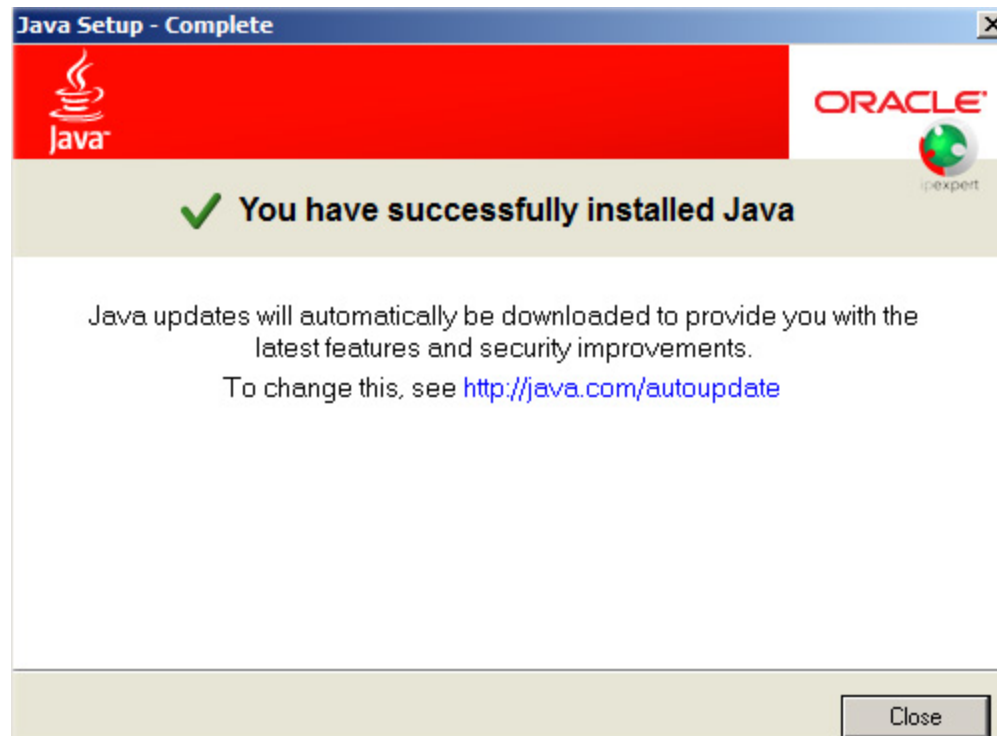 Java Setup - Complete
Java
ORACLE
ipexpert
You have successfully installed Java
Java updates will automatically be downloaded to provide you with the
latest features and security improvements.
To change this, see http://java.com/autoupdate
Close